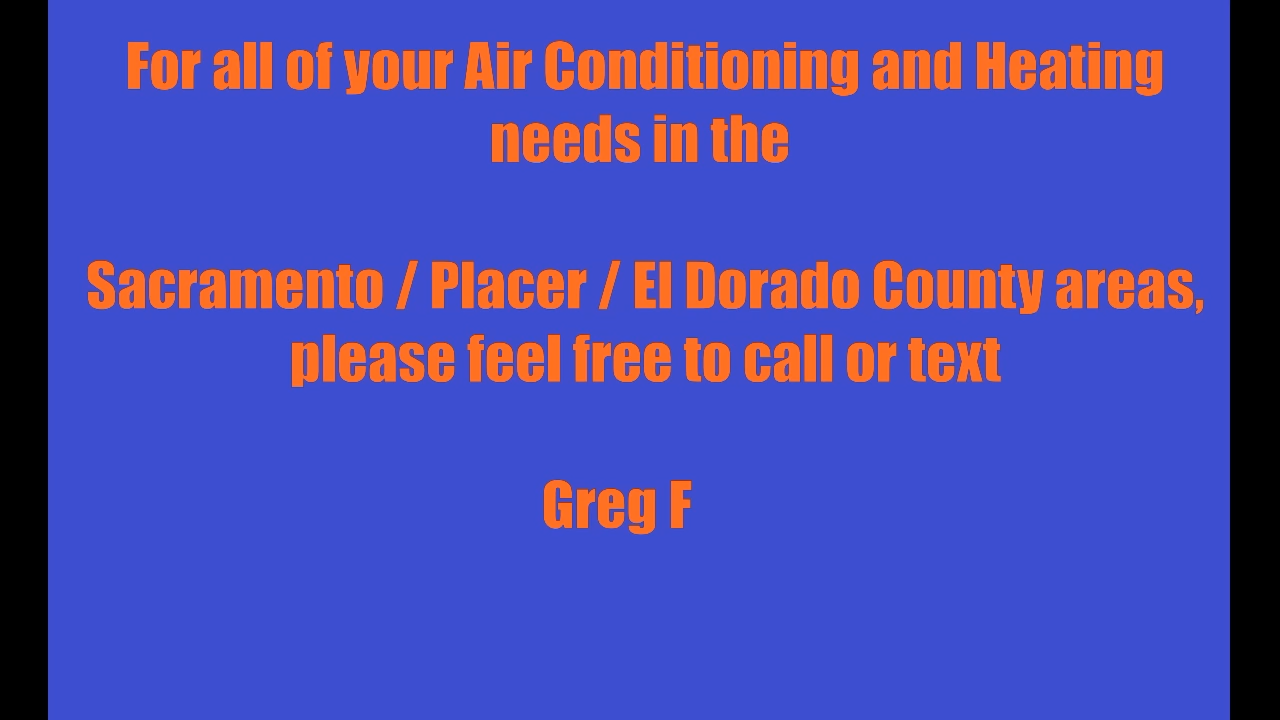 For all of your Air Conditioning and Heating
needs in the
Sacramento / Placer / El Dorado County areas,
please feel free to call or text
Greg F